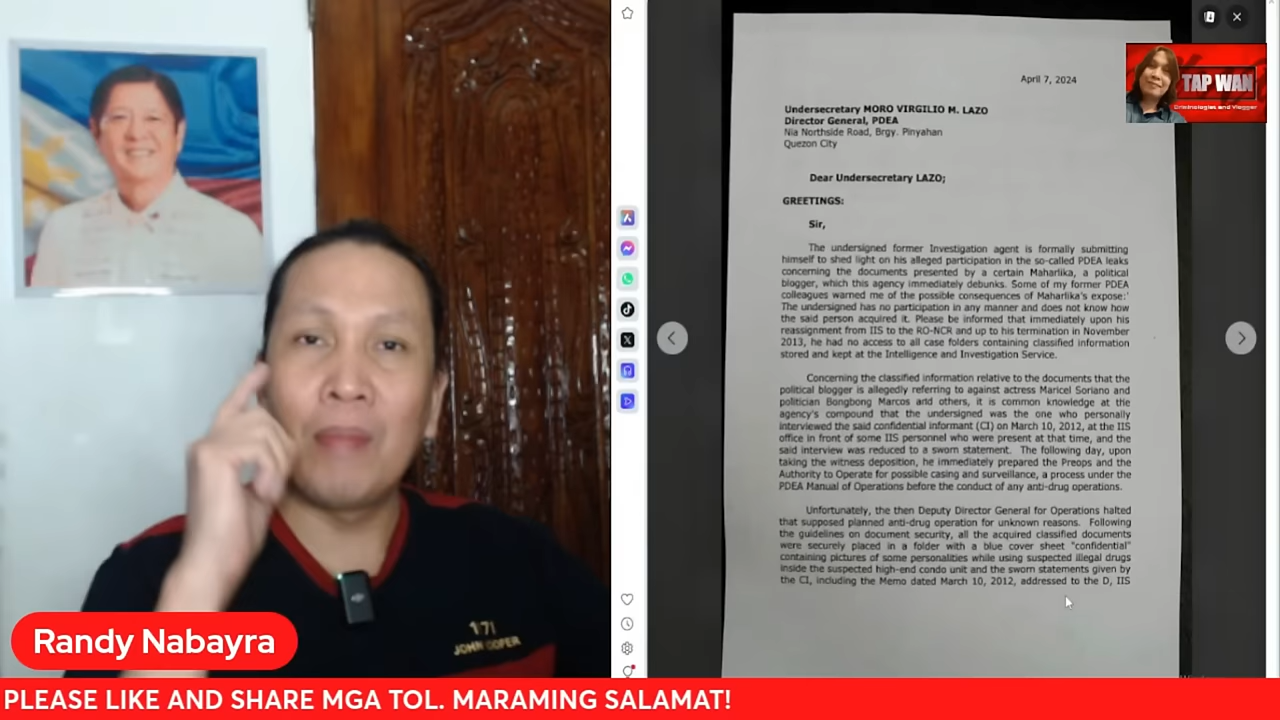 April 7, 2024
TAP WAN
Criminologist and Vlogger
Undersecretary MORO VIRGILIO M. LAZO
Director General, PDEA
Nia Northside Road, Brgy. Pinyahan
Quezon City
Dear Undersecretary LAZO;
GREETINGS:
Sir,
The undersigned former Investigation agent is formally submitting
himself to shed light on his alleged participation in the so-called PDEA leaks
concerning the documents presented by a certain Maharlika, a political
blogger, which this agency immediately debunks. Some of my former PDEA
colleagues warned me of the possible consequences of Maharlika's expose:'
The undersigned has no participation in any manner and does not know how
the said person acquired it. Please be informed that immediately upon his
reassignment from IIS to the RO-NCR and up to his termination in November
2013, he had no access to all case folders containing classified information
stored and kept at the Intelligence and Investigation Service.
Concerning the classified information relative to the documents that the
political blogger is allegedly referring to against actress Maricel Soriano and
politician Bongbong Marcos and others, it is common knowledge at the
agency's compound that the undersigned was the one who personally
interviewed the said confidential informant (CI) on March 10, 2012, at the IIS
office in front of some IIS personnel who were present at that time, and the
said interview was reduced to a sworn statement. The following day, upon
taking the witness deposition, he immediately prepared the Preops and the
Authority to Operate for possible casing and surveillance, a process under the
PDEA Manual of Operations before the conduct of any anti-drug operations.
Unfortunately, the then Deputy Director General for Operations halted
that supposed planned anti-drug operation for unknown reasons. Following
the guidelines on document security, all the acquired classified documents
were securely placed in a folder with a blue cover sheet "confidential"
containing pictures of some personalities while using suspected illegal drugs
inside the suspected high-end condo unit and the sworn statements given by
the CI, including the Memo dated March 10, 2012, addressed to the D, IIS
JOHN COOPER
Randy Nabayra
PLEASE LIKE AND SHARE MGA TOL. MARAMING SALAMAT!